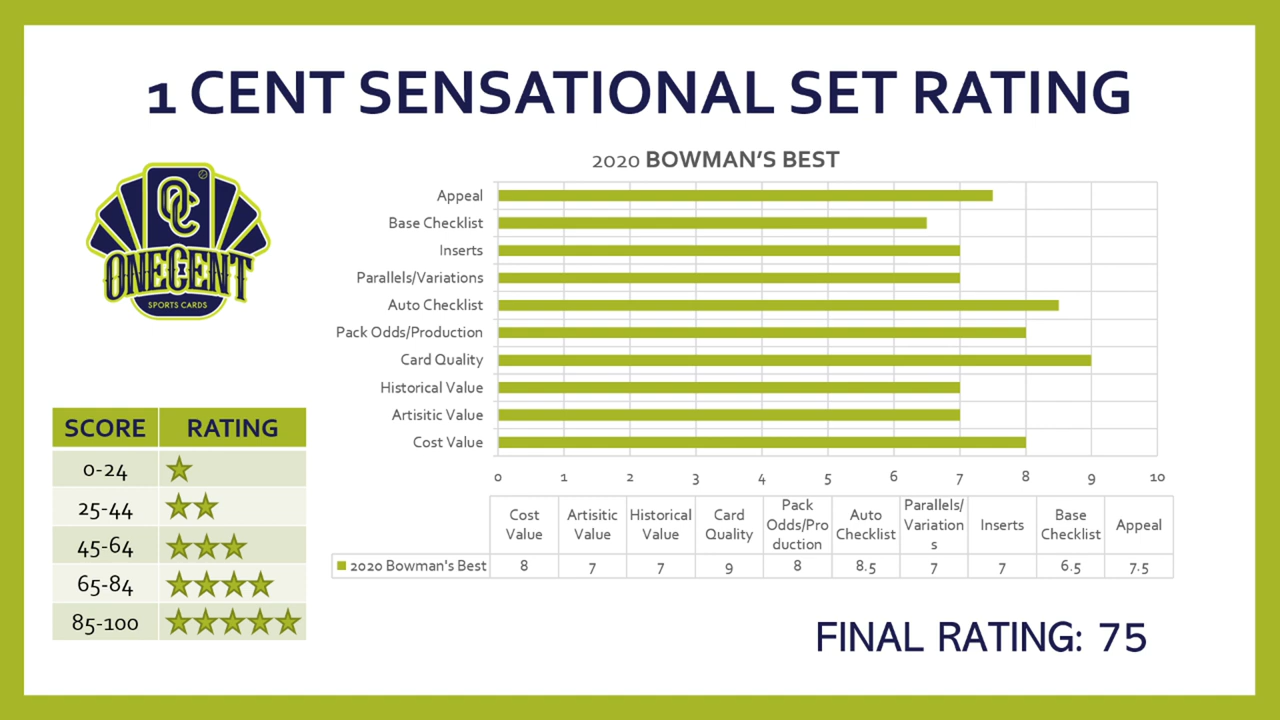 1 CENT SENSATIONAL SET RATING
2020 BOWMAN'S BEST
OC
ONECENT
SPORTS CARDS
Appeal
Base Checklist
Inserts
Parallels/Variations
Auto Checklist
Pack Odds/Production
Card Quality
Historical Value
Artisitic Value
Cost Value
0 1 2 3 4 5 6 7 8 9 10
SCORE RATING
0-24
25-44
45-64
65-84
85-100
Cost Value Artisitic Value Historical Value Card Quality Pack Odds/Pro duction Auto Checklist Parallels/ Variation s Inserts Base Checklist Appeal
2020 Bowman's Best 8 7 7 9 8 8.5 7 7 6.5 7.5
FINAL RATING: 75